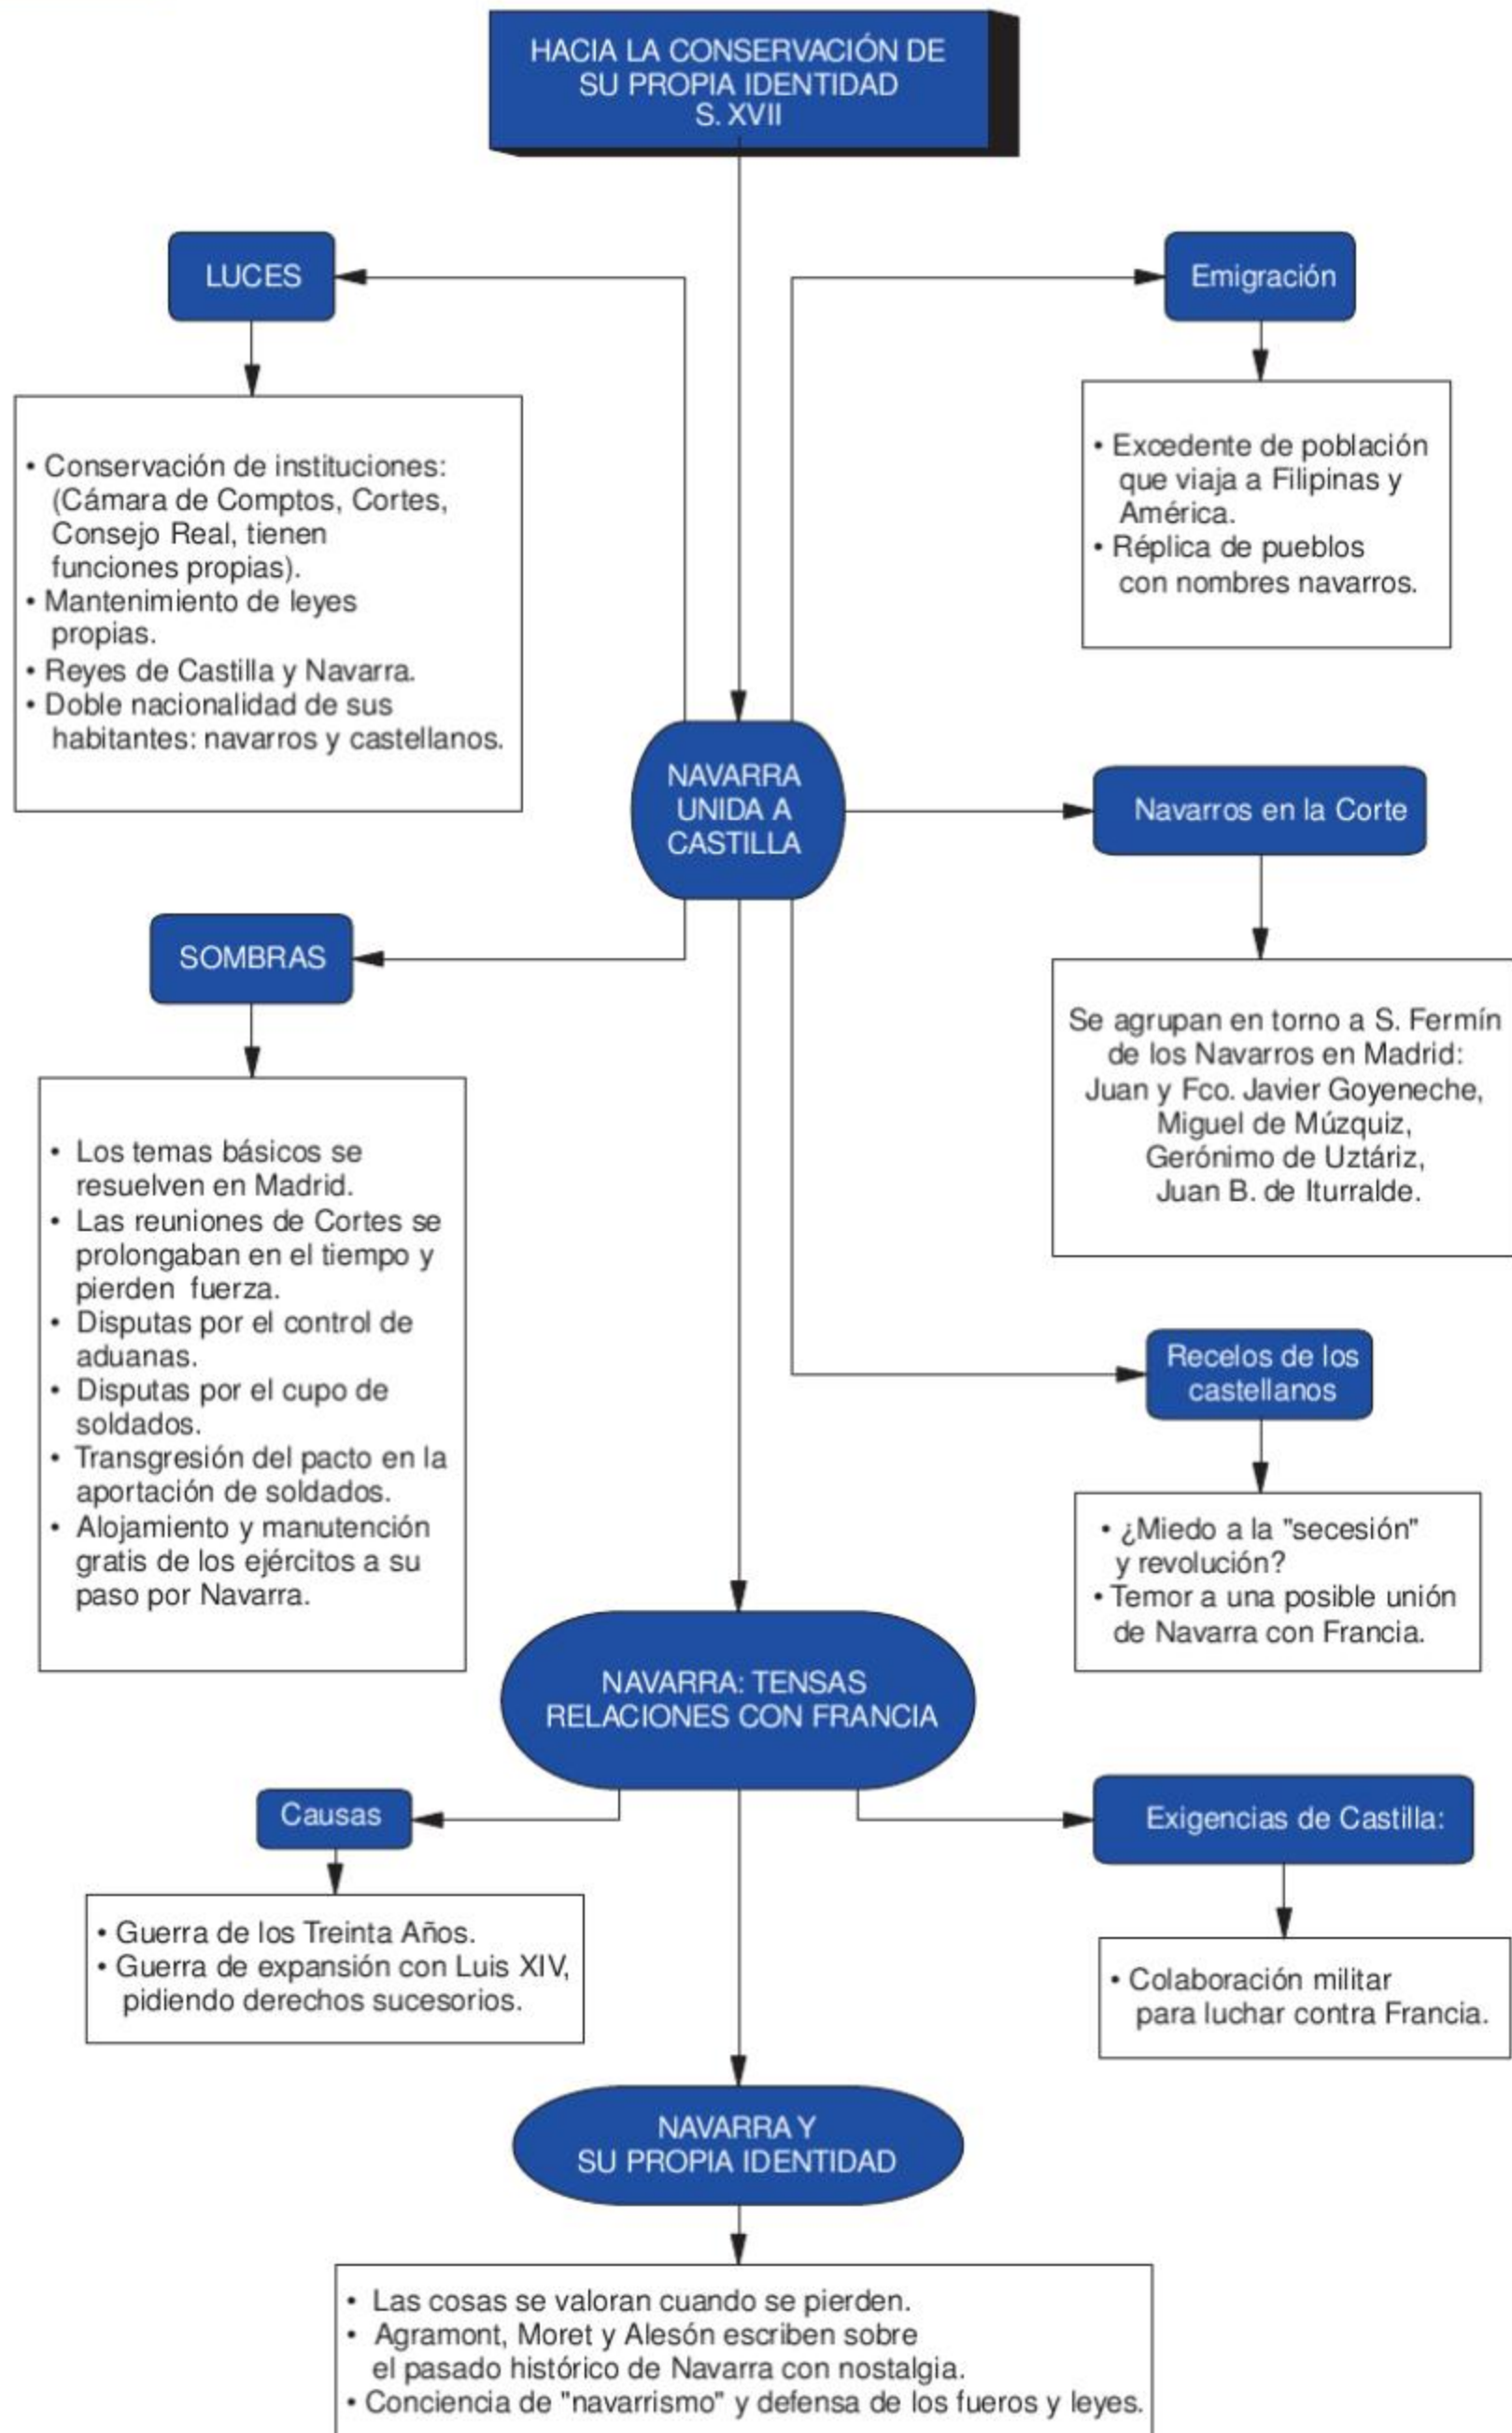 HACIA LA CONSERVACIÓN DE
SU PROPIA IDENTIDAD
S. XVII
LUCES
• Conservación de instituciones:
(Cámara de Comptos, Cortes,
Consejo Real, tienen
funciones propias).
• Mantenimiento de leyes
propias.
• Reyes de Castilla y Navarra.
• Doble nacionalidad de sus
habitantes: navarros y castellanos.
Emigración
• Excedente de población
que viaja a Filipinas y
América.
• Réplica de pueblos
con nombres navarros.
NAVARRA
UNIDA A
CASTILLA
Navarros en la Corte
Se agrupan en torno a S. Fermín
de los Navarros en Madrid:
Juan y Fco. Javier Goyeneche,
Miguel de Múzquiz,
Gerónimo de Uztáriz,
Juan B. de Iturralde.
SOMBRAS
• Los temas básicos se
resuelven en Madrid.
• Las reuniones de Cortes se
prolongaban en el tiempo y
pierden fuerza.
• Disputas por el control de
aduanas.
• Disputas por el cupo de
soldados.
• Transgresión del pacto en la
aportación de soldados.
• Alojamiento y manutención
gratis de los ejércitos a su
paso por Navarra.
Recelos de los
castellanos
• ¿Miedo a la "secesión"
y revolución?
• Temor a una posible unión
de Navarra con Francia.
NAVARRA: TENSAS
RELACIONES CON FRANCIA
Causas
• Guerra de los Treinta Años.
• Guerra de expansión con Luis XIV,
pidiendo derechos sucesorios.
Exigencias de Castilla:
• Colaboración militar
para luchar contra Francia.
NAVARRA Y
SU PROPIA IDENTIDAD
• Las cosas se valoran cuando se pierden.
• Agramont, Moret y Alesón escriben sobre
el pasado histórico de Navarra con nostalgia.
• Conciencia de "navarrismo" y defensa de los fueros y leyes.